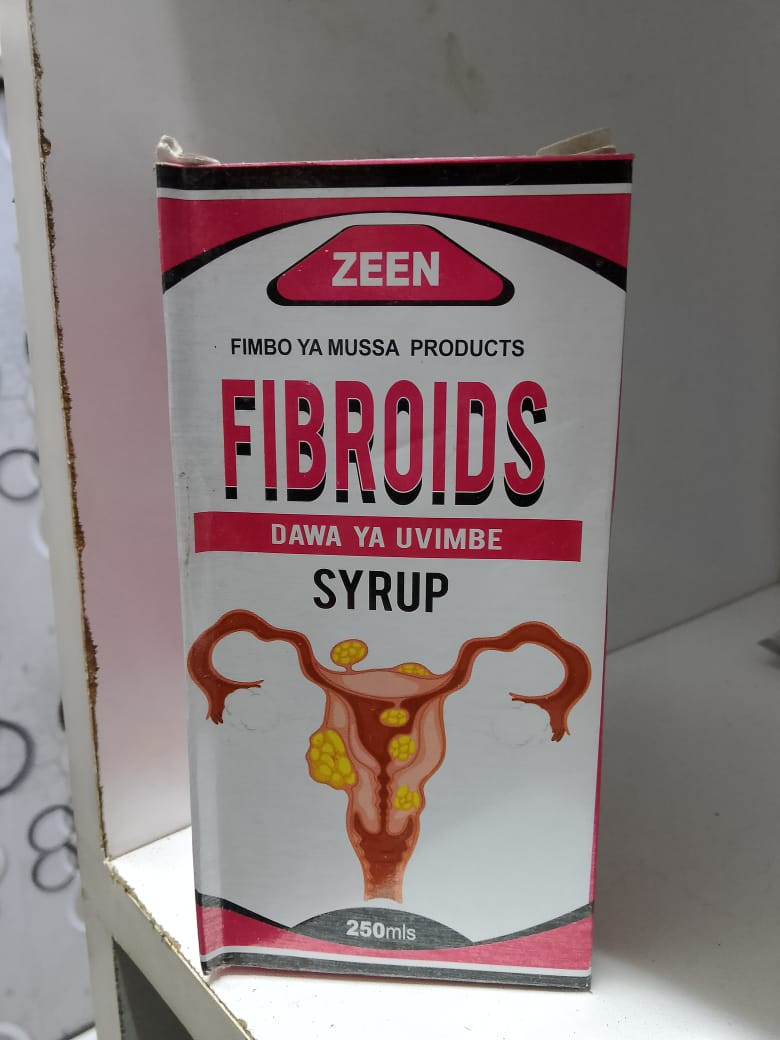 ZEEN
FIMBO YA MUSSA PRODUCTS
FIBROIDS
DAWA YA UVIMBE
SYRUP
250mls